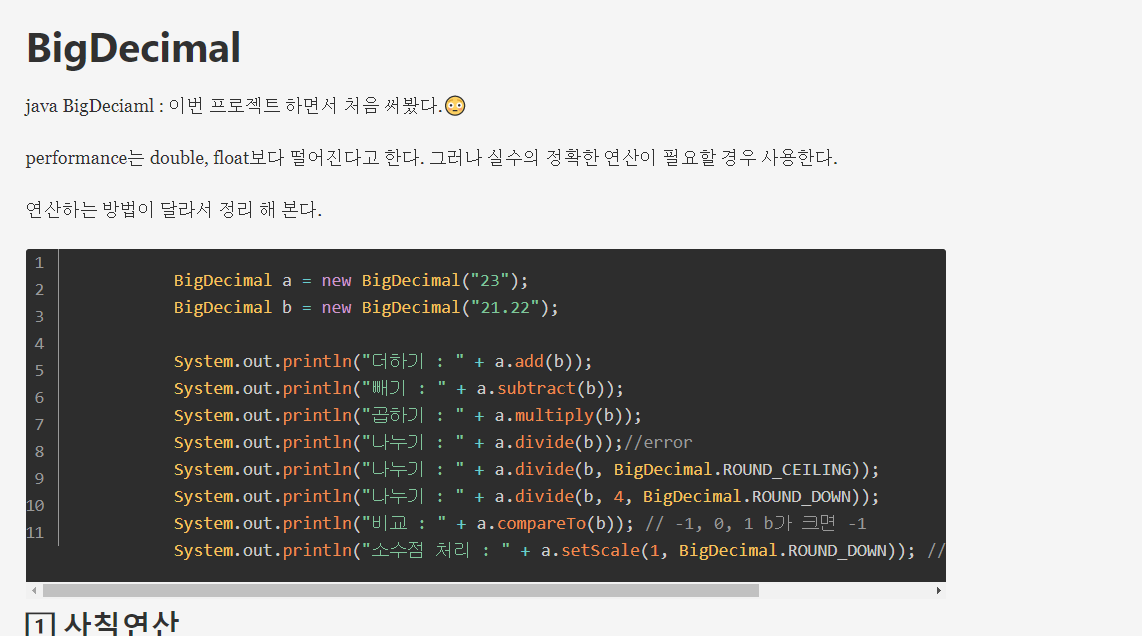 BigDecimal
java BigDeciaml : 이번 프로젝트 하면서 처음 써봤다.😳
performance는 double, float보다 떨어진다고 한다. 그러나 실수의 정확한 연산이 필요할 경우 사용한다.
연산하는 방법이 달라서 정리 해 본다.
1
2
3
4
5
6
7
8
9
10
11
BigDecimal a = new BigDecimal("23");
BigDecimal b = new BigDecimal("21.22");
System.out.println("더하기 : " + a.add(b));
System.out.println("빼기 : " + a.subtract(b));
System.out.println("곱하기 : " + a.multiply(b));
System.out.println("나누기 : " + a.divide(b));//error
System.out.println("나누기 : " + a.divide(b, BigDecimal.ROUND_CEILING));
System.out.println("나누기 : " + a.divide(b, 4, BigDecimal.ROUND_DOWN));
System.out.println("비교 : " + a.compareTo(b)); // -1, 0, 1 b가 크면 -1
System.out.println("소수점 처리 : " + a.setScale(1, BigDecimal.ROUND_DOWN)); //
1 사칙연산